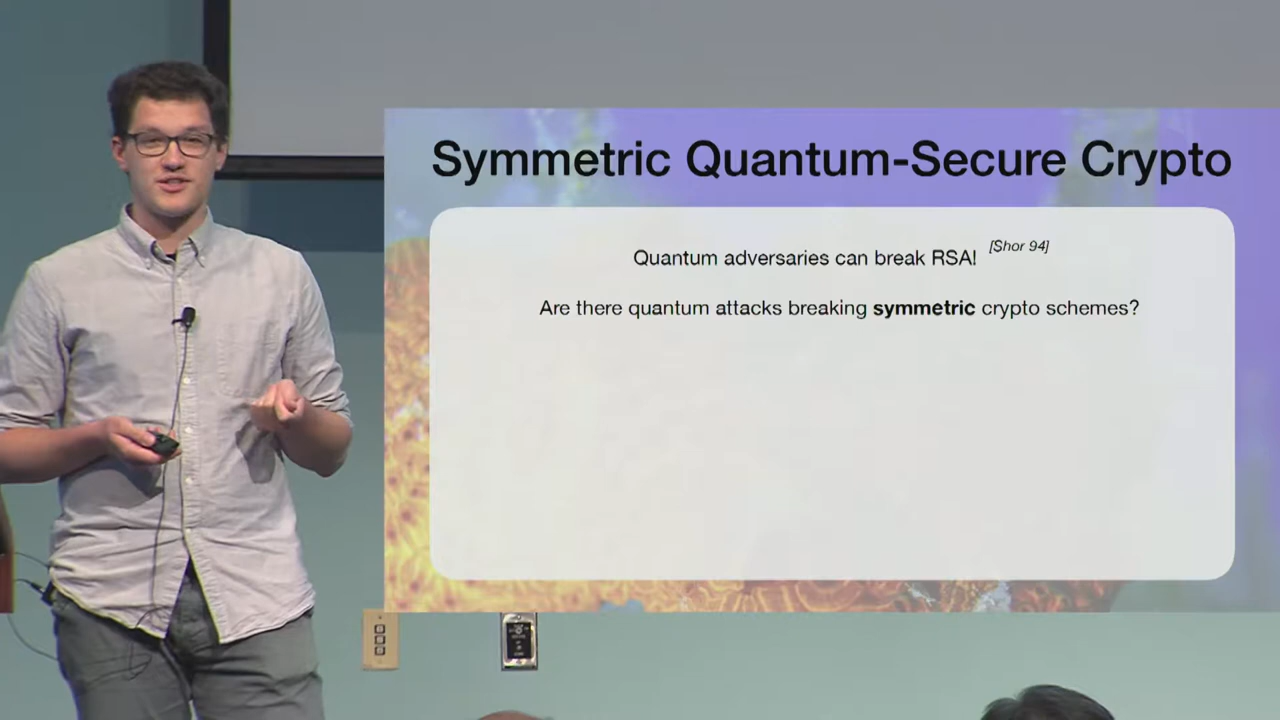 Symmetric Quantum-Secure Crypto
Quantum adversaries can break RSA! [Shor 94]
Are there quantum attacks breaking symmetric crypto schemes?